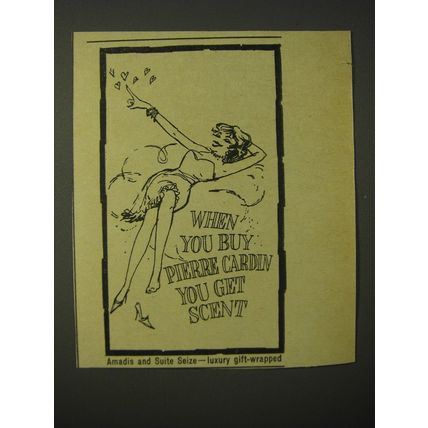 WHEN
YOU BUY
PIERRE CARDIN
YOU GET
SCENT
Amadis and Suite Seize—luxury gift-wrapped